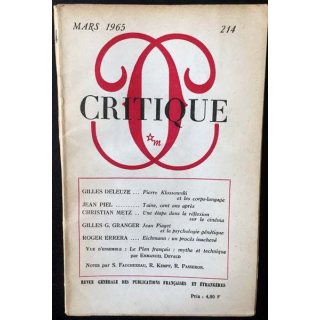 MARS 1965 214
CRITIQUE
m
GILLES DELEUZE .. Pierre Klossowski
et les corps-langage
JEAN PIEL .......... Taine, cent ans après
CHRISTIAN METZ .. Une étape dans la réflexion
sur le cinéma
GILLES G. GRANGER Jean Piaget
et la psychologie génétique
ROGER ERRERA .... Eichmann : un procès inachevé
VUE D'ENSEMBLE : Le Plan français : mythe et technique
par EMMANUEL DEVAUD
NOTES par S. FAUCHEREAU, R. KEMPF, R. PASSERON.
REVUE GÉNÉRALE DES PUBLICATIONS FRANÇAISES ET ÉTRANGÈRES
Prix : 4,80 F